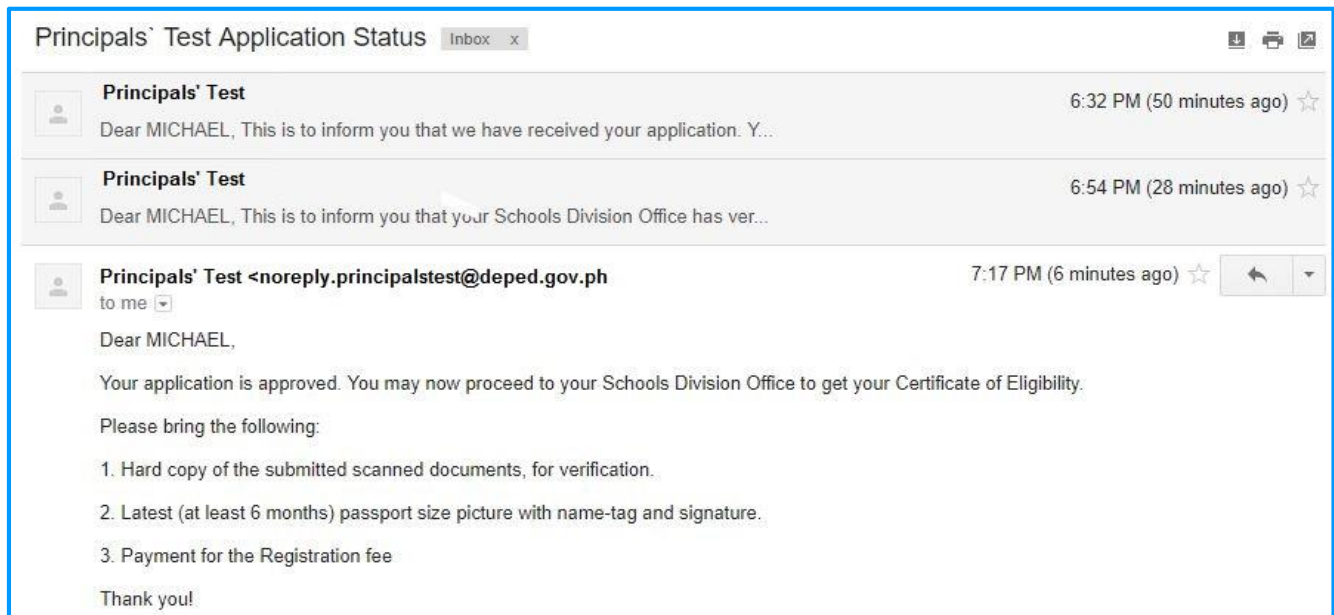 Principals` Test Application Status Inbox x
Principals' Test 6:32 PM (50 minutes ago)
Dear MICHAEL, This is to inform you that we have received your application. Y...
Principals' Test 6:54 PM (28 minutes ago)
Dear MICHAEL, This is to inform you that your Schools Division Office has ver...
Principals' Test <noreply.principalstest@deped.gov.ph 7:17 PM (6 minutes ago)
to me
Dear MICHAEL,
Your application is approved. You may now proceed to your Schools Division Office to get your Certificate of Eligibility.
Please bring the following:
1. Hard copy of the submitted scanned documents, for verification.
2. Latest (at least 6 months) passport size picture with name-tag and signature.
3. Payment for the Registration fee
Thank you!